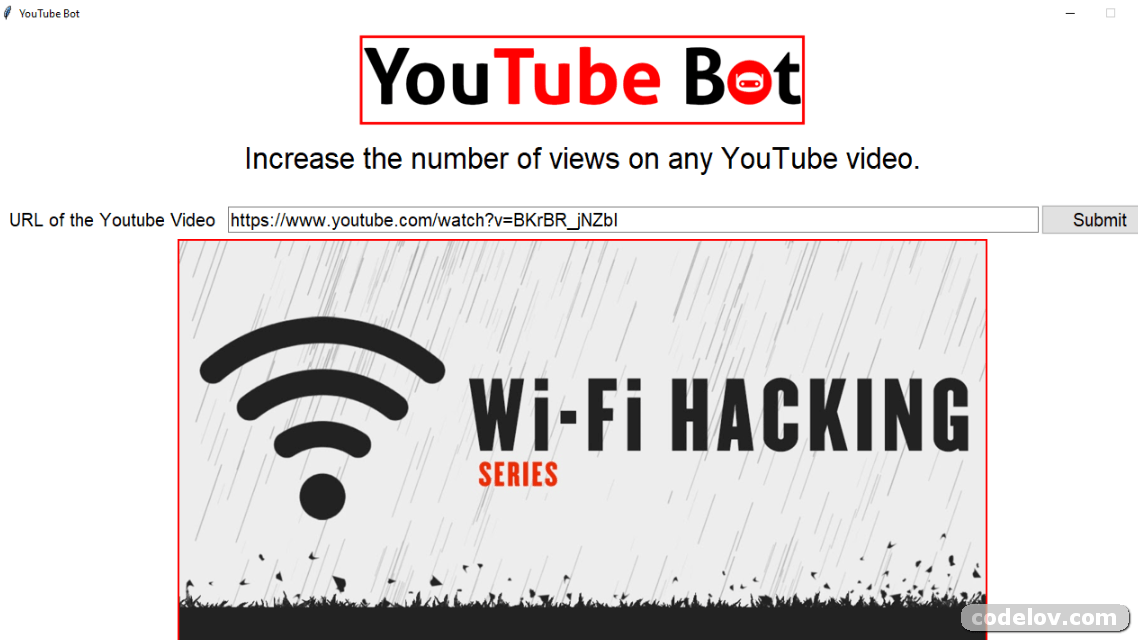 YouTube Bot
YouTube Bot
Increase the number of views on any YouTube video.
URL of the Youtube Video https://www.youtube.com/watch?v=BKrBR_jNZbI Submit
Wi-Fi HACKING
SERIES
codelov.com